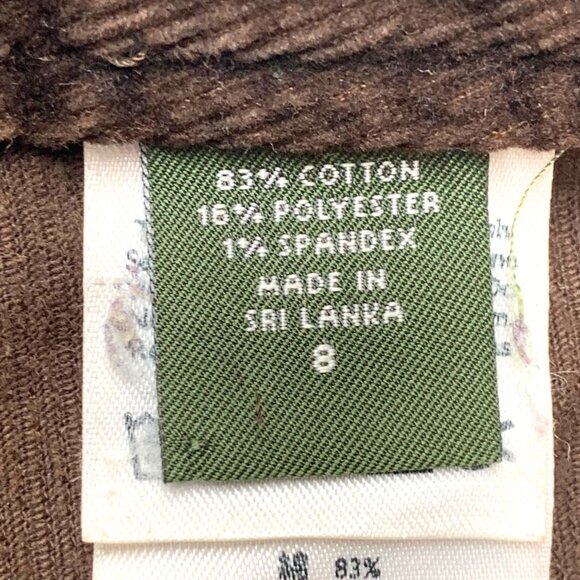 83% COTTON
16% POLYESTER
1% SPANDEX
MADE IN
SRI LANKA
8
綿 83%